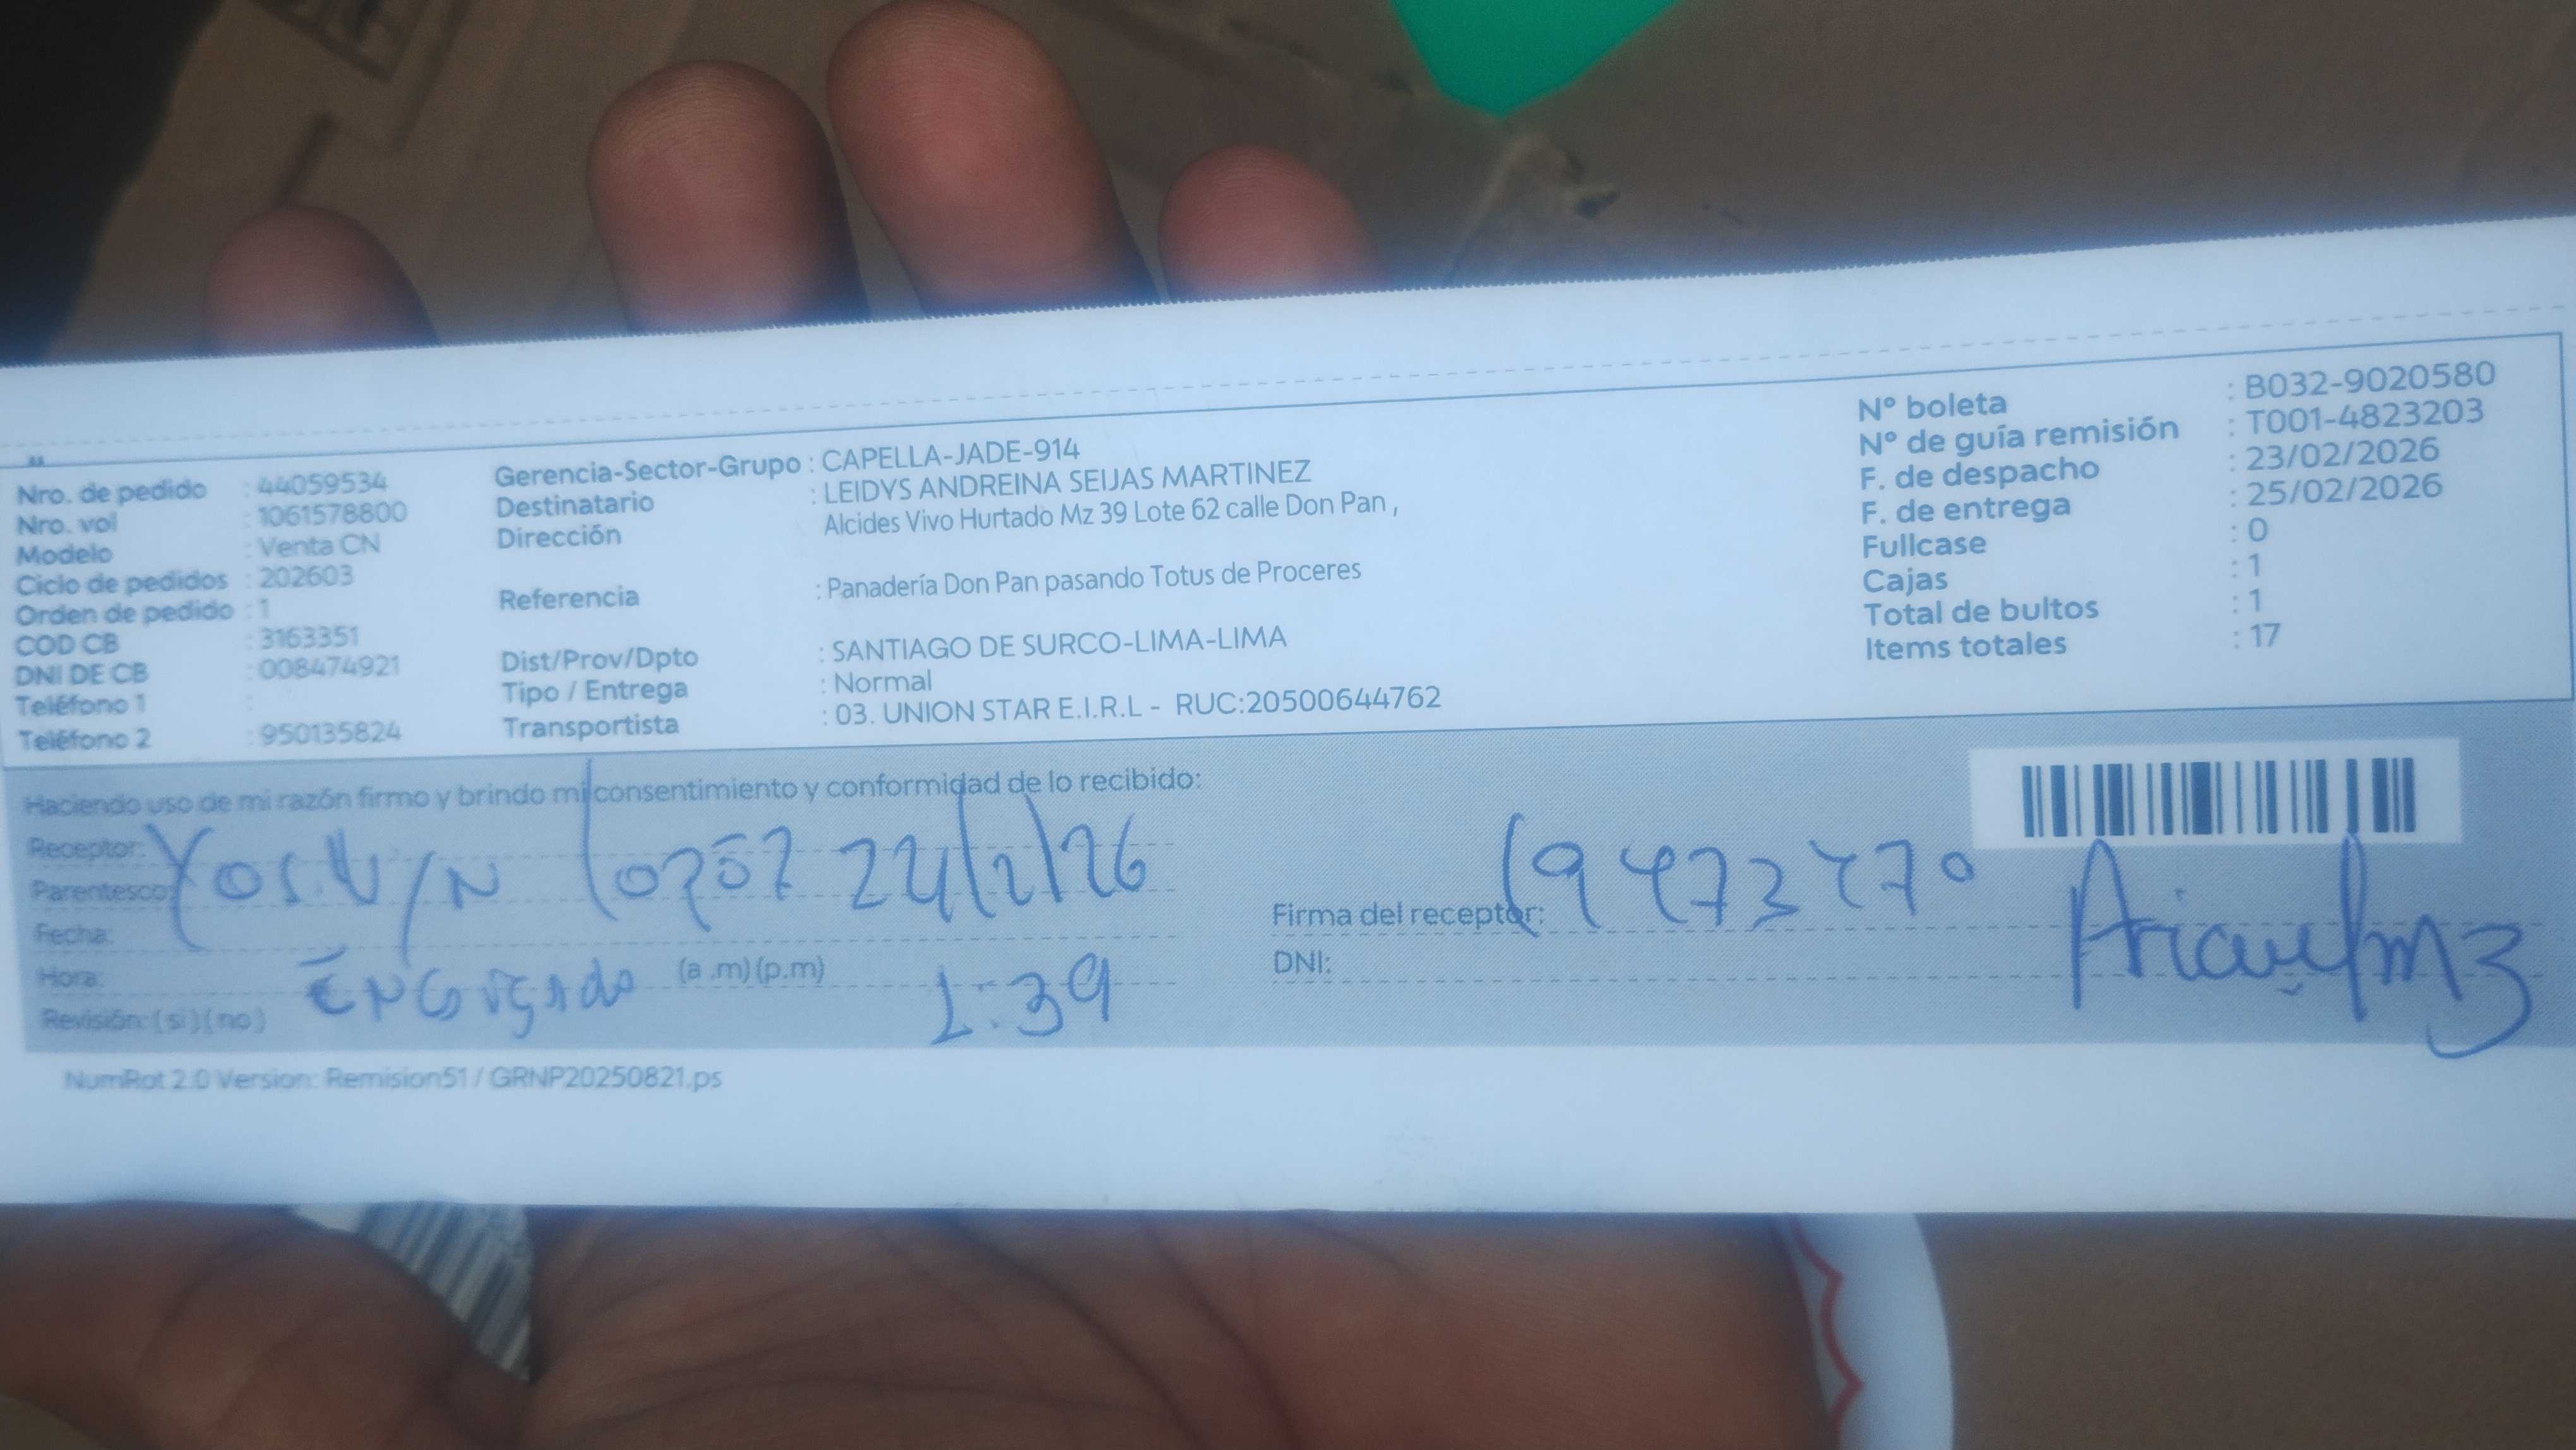 Nro. de pedido : 44059534
Nro. vol : 1061578800
Modelo : Venta CN
Ciclo de pedidos : 202603
Orden de pedido : 1
COD CB : 3163351
DNI DE CB : 008474921
Teléfono 1 :
Teléfono 2 : 950135824
Gerencia-Sector-Grupo : CAPELLA-JADE-914
Destinatario : LEIDYS ANDREINA SEIJAS MARTINEZ
Dirección Alcides Vivo Hurtado Mz 39 Lote 62 calle Don Pan ,
Referencia : Panadería Don Pan pasando Totus de Proceres
Dist/Prov/Dpto : SANTIAGO DE SURCO-LIMA-LIMA
Tipo / Entrega : Normal
Transportista : 03. UNION STAR E.I.R.L - RUC:20500644762
N° boleta : B032-9020580
N° de guía remisión : T001-4823203
F. de despacho : 23/02/2026
F. de entrega : 25/02/2026
Fullcase : 0
Cajas : 1
Total de bultos : 1
Items totales : 17
Haciendo uso de mi razón firmo y brindo mi consentimiento y conformidad de lo recibido:
Receptor:
Parentesco:
Fecha:
Hora: (a .m) (p.m)
Revisión: (si) (no)
24/2/26
1:39
Firma del receptor:
DNI:
NumRot 2.0 Version: Remision51 / GRNP20250821.ps